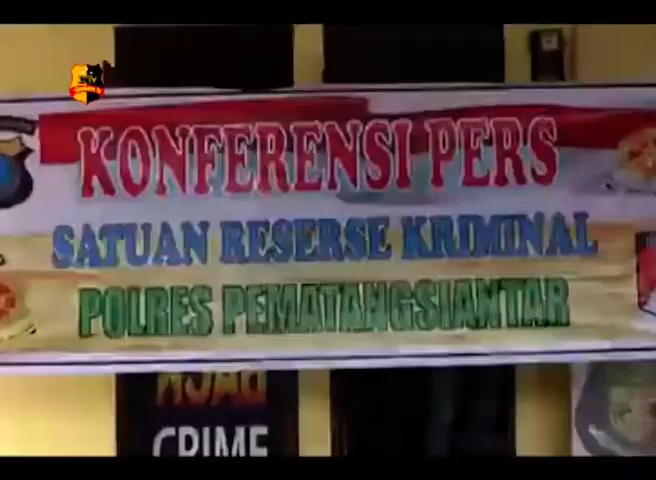 KONFERENSI PERS
SATUAN RESERSE KRIMINAL
POLRES PEMATANGSIANTAR
CRIME